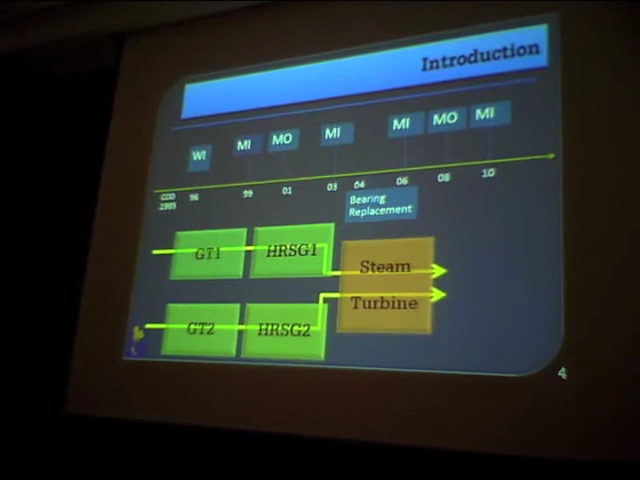 Introduction
WI MI MO MI MI MO MI
COD
96 99 01 03 04 06 08 10
Bearing
Replacement
GT1 HRSG1
Steam
Turbine
GT2 HRSG2
4